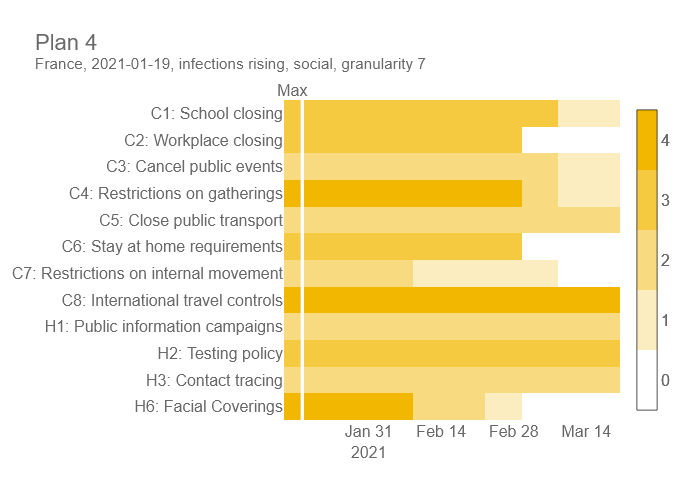 Plan 4
France, 2021-01-19, infections rising, social, granularity 7
Max
C1: School closing
C2: Workplace closing
C3: Cancel public events
C4: Restrictions on gatherings
C5: Close public transport
C6: Stay at home requirements
C7: Restrictions on internal movement
C8: International travel controls
H1: Public information campaigns
H2: Testing policy
H3: Contact tracing
H6: Facial Coverings
Jan 31 Feb 14 Feb 28 Mar 14
2021
4
3
2
1
0